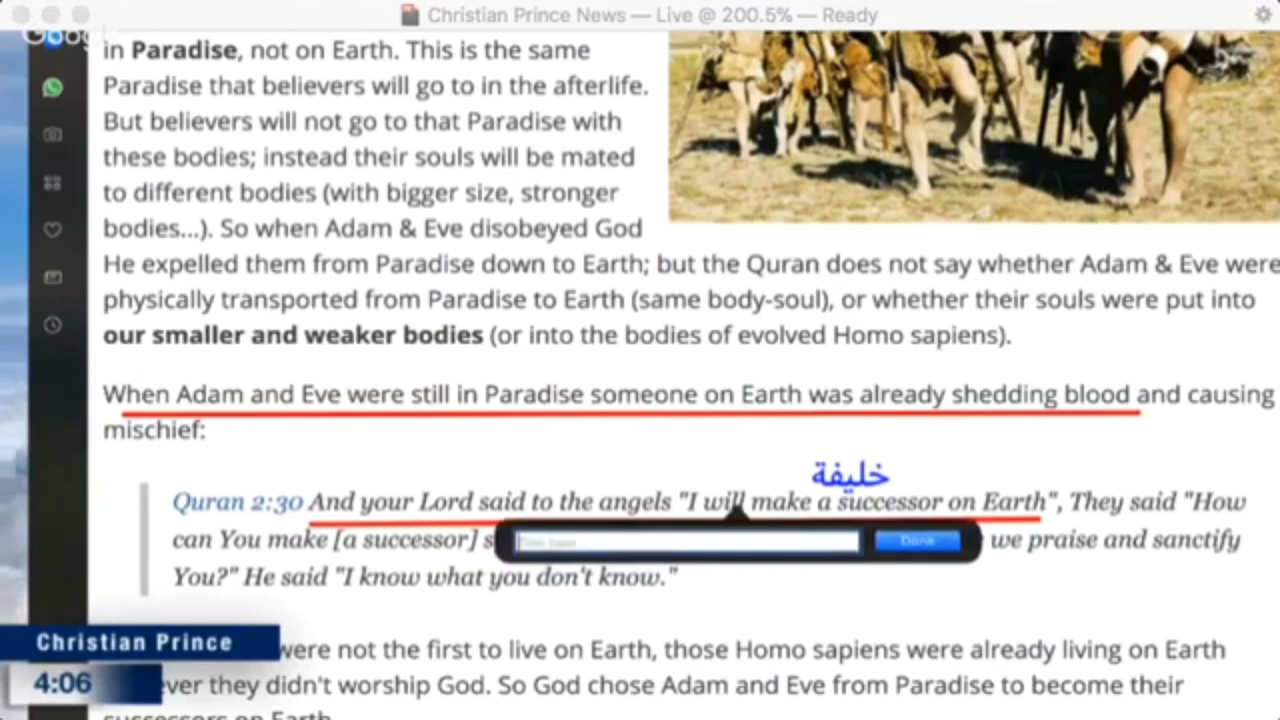 Christian Prince News — Live @ 200.5% — Ready
Google
in Paradise, not on Earth. This is the same
Paradise that believers will go to in the afterlife.
But believers will not go to that Paradise with
these bodies; instead their souls will be mated
to different bodies (with bigger size, stronger
bodies...). So when Adam & Eve disobeyed God
He expelled them from Paradise down to Earth; but the Quran does not say whether Adam & Eve were
physically transported from Paradise to Earth (same body-soul), or whether their souls were put into
our smaller and weaker bodies (or into the bodies of evolved Homo sapiens).
When Adam and Eve were still in Paradise someone on Earth was already shedding blood and causing
mischief:
خليفة
Quran 2:30 And your Lord said to the angels "I will make a successor on Earth", They said "How
can You make [a successor] s
Done
we praise and sanctify
You?" He said "I know what you don't know."
Christian Prince
were not the first to live on Earth, those Homo sapiens were already living on Earth
4:06
ver they didn't worship God. So God chose Adam and Eve from Paradise to become their
successors on Earth.